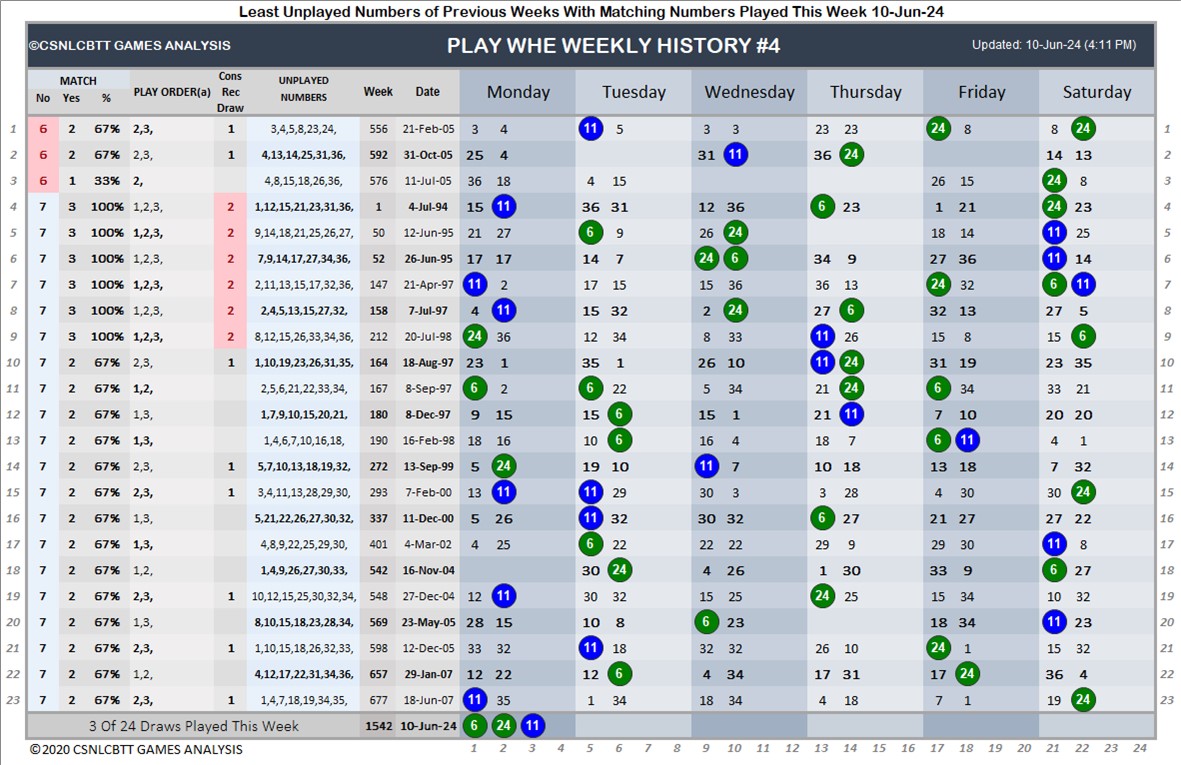 Least Unplayed Numbers of Previous Weeks With Matching Numbers Played This Week 10-Jun-24
©CSNLCBTT GAMES ANALYSIS PLAY WHE WEEKLY HISTORY #4 Updated: 10-Jun-24 (4:11 PM)
MATCH Cons UNPLAYED
No Yes % PLAY ORDER(a) Rec NUMBERS Week Date Monday Tuesday Wednesday Thursday Friday Saturday
Draw
1 6 2 67% 2,3, 1 3,4,5,8,23,24, 556 21-Feb-05 3 4 11 5 3 3 23 23 24 8 8 24 1
2 6 2 67% 2,3, 1 4,13,14,25,31,36, 592 31-Oct-05 25 4 31 11 36 24 14 13 2
3 6 1 33% 2, 4,8,15,18,26,36, 576 11-Jul-05 36 18 4 15 26 15 24 8 3
4 7 3 100% 1,2,3, 2 1,12,15,21,23,31,36, 1 4-Jul-94 15 11 36 31 12 36 6 23 1 21 24 23 4
5 7 3 100% 1,2,3, 2 9,14,18,21,25,26,27, 50 12-Jun-95 21 27 6 9 26 24 18 14 11 25 5
6 7 3 100% 1,2,3, 2 7,9,14,17,27,34,36, 52 26-Jun-95 17 17 14 7 24 6 34 9 27 36 11 14 6
7 7 3 100% 1,2,3, 2 2,11,13,15,17,32,36, 147 21-Apr-97 11 2 17 15 15 36 36 13 24 32 6 11 7
8 7 3 100% 1,2,3, 2 2,4,5,13,15,27,32, 158 7-Jul-97 4 11 15 32 2 24 27 6 32 13 27 5 8
9 7 3 100% 1,2,3, 2 8,12,15,26,33,34,36, 212 20-Jul-98 24 36 12 34 8 33 11 26 15 8 15 6 9
10 7 2 67% 2,3, 1 1,10,19,23,26,31,35, 164 18-Aug-97 23 1 35 1 26 10 11 24 31 19 23 35 10
11 7 2 67% 1,2, 2,5,6,21,22,33,34, 167 8-Sep-97 6 2 6 22 5 34 21 24 6 34 33 21 11
12 7 2 67% 1,3, 1,7,9,10,15,20,21, 180 8-Dec-97 9 15 15 6 15 1 21 11 7 10 20 20 12
13 7 2 67% 1,3, 1,4,6,7,10,16,18, 190 16-Feb-98 18 16 10 6 16 4 18 7 6 11 4 1 13
14 7 2 67% 2,3, 1 5,7,10,13,18,19,32, 272 13-Sep-99 5 24 19 10 11 7 10 18 13 18 7 32 14
15 7 2 67% 2,3, 1 3,4,11,13,28,29,30, 293 7-Feb-00 13 11 11 29 30 3 3 28 4 30 30 24 15
16 7 2 67% 1,3, 5,21,22,26,27,30,32, 337 11-Dec-00 5 26 11 32 30 32 6 27 21 27 27 22 16
17 7 2 67% 1,3, 4,8,9,22,25,29,30, 401 4-Mar-02 4 25 6 22 22 22 29 9 29 30 11 8 17
18 7 2 67% 1,2, 1,4,9,26,27,30,33, 542 16-Nov-04 30 24 4 26 1 30 33 9 6 27 18
19 7 2 67% 2,3, 1 10,12,15,25,30,32,34, 548 27-Dec-04 12 11 30 32 15 25 24 25 15 34 10 32 19
20 7 2 67% 1,3, 8,10,15,18,23,28,34, 569 23-May-05 28 15 10 8 6 23 18 34 11 23 20
21 7 2 67% 2,3, 1 1,10,15,18,26,32,33, 598 12-Dec-05 33 32 11 18 32 32 26 10 24 1 15 32 21
22 7 2 67% 1,2, 4,12,17,22,31,34,36, 657 29-Jan-07 12 22 12 6 4 34 17 31 17 24 36 4 22
23 7 2 67% 2,3, 1 1,4,7,18,19,34,35, 677 18-Jun-07 11 35 1 34 18 34 4 18 7 1 19 24 23
3 Of 24 Draws Played This Week 1542 10-Jun-24 6 24 11
©2020 CSNLCBTT GAMES ANALYSIS 1 2 3 4 5 6 7 8 9 10 11 12 13 14 15 16 17 18 19 20 21 22 23 24